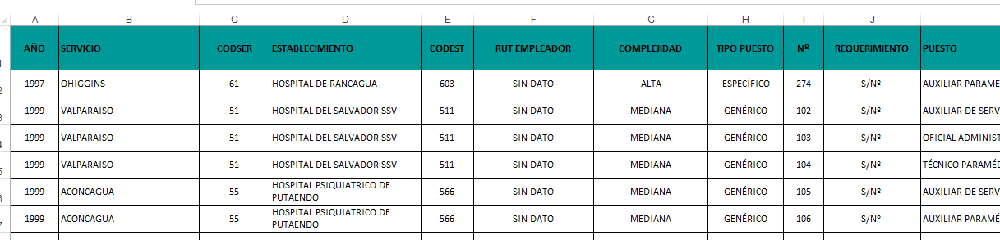 A B C D E F G H I J
AÑO SERVICIO CODSER ESTABLECIMIENTO CODEST RUT EMPLEADOR COMPLEJIDAD TIPO PUESTO Nº REQUERIMIENTO PUESTO
1
2 1997 OHIGGINS 61 HOSPITAL DE RANCAGUA 603 SIN DATO ALTA ESPECÍFICO 274 S/Nº AUXILIAR PARAME
3 1999 VALPARAISO 51 HOSPITAL DEL SALVADOR SSV 511 SIN DATO MEDIANA GENÉRICO 102 S/Nº AUXILIAR DE SERV
4 1999 VALPARAISO 51 HOSPITAL DEL SALVADOR SSV 511 SIN DATO MEDIANA GENÉRICO 103 S/Nº OFICIAL ADMINIST
5 1999 VALPARAISO 51 HOSPITAL DEL SALVADOR SSV 511 SIN DATO MEDIANA GENÉRICO 104 S/Nº TÉCNICO PARAMÉD
6 1999 ACONCAGUA 55 HOSPITAL PSIQUIATRICO DE PUTAENDO 566 SIN DATO MEDIANA GENÉRICO 105 S/Nº AUXILIAR DE SERV
7 1999 ACONCAGUA 55 HOSPITAL PSIQUIATRICO DE PUTAENDO 566 SIN DATO MEDIANA GENÉRICO 106 S/Nº AUXILIAR PARAMÉ